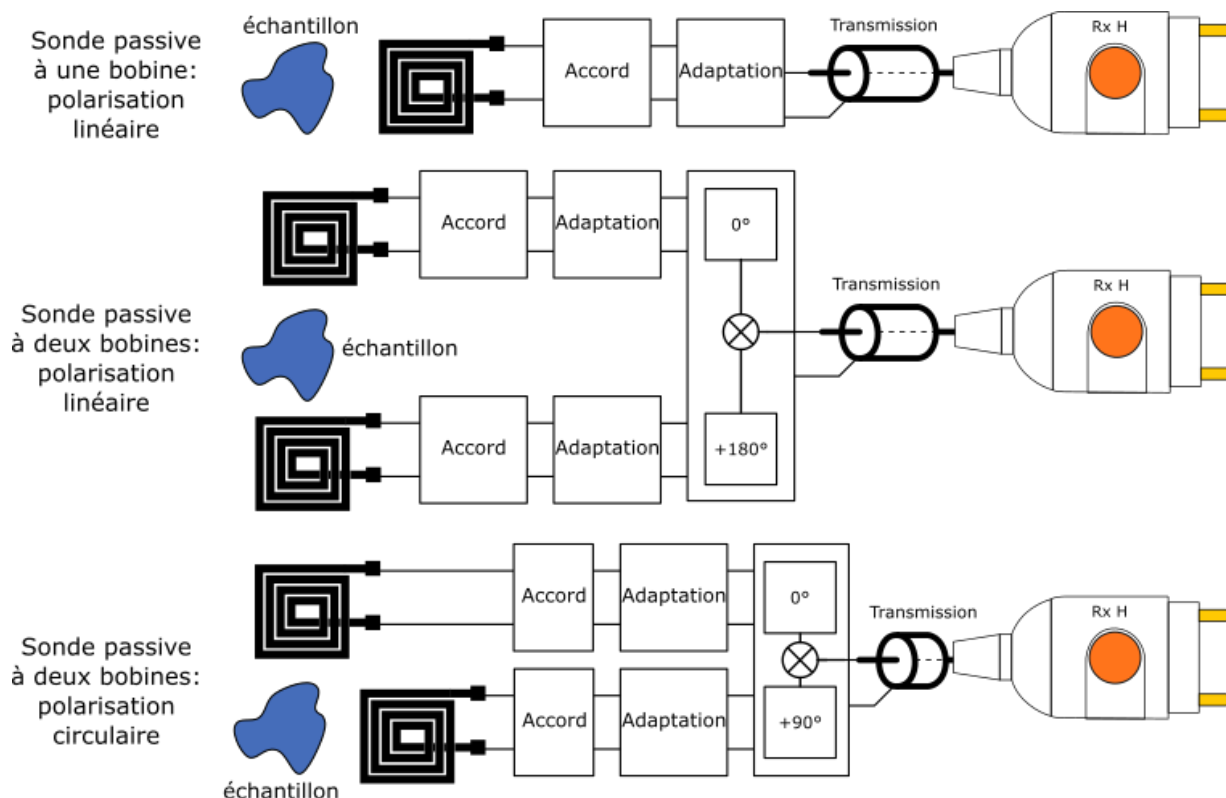 Sonde passive
à une bobine:
polarisation
linéaire
échantillon
Accord
Adaptation
Transmission
Rx H
Sonde passive
à deux bobines:
polarisation
linéaire
échantillon
Accord
Adaptation
0°
Accord
Adaptation
+180°
Transmission
Rx H
Sonde passive
à deux bobines:
polarisation
circulaire
échantillon
Accord
Adaptation
0°
Accord
Adaptation
+90°
Transmission
Rx H